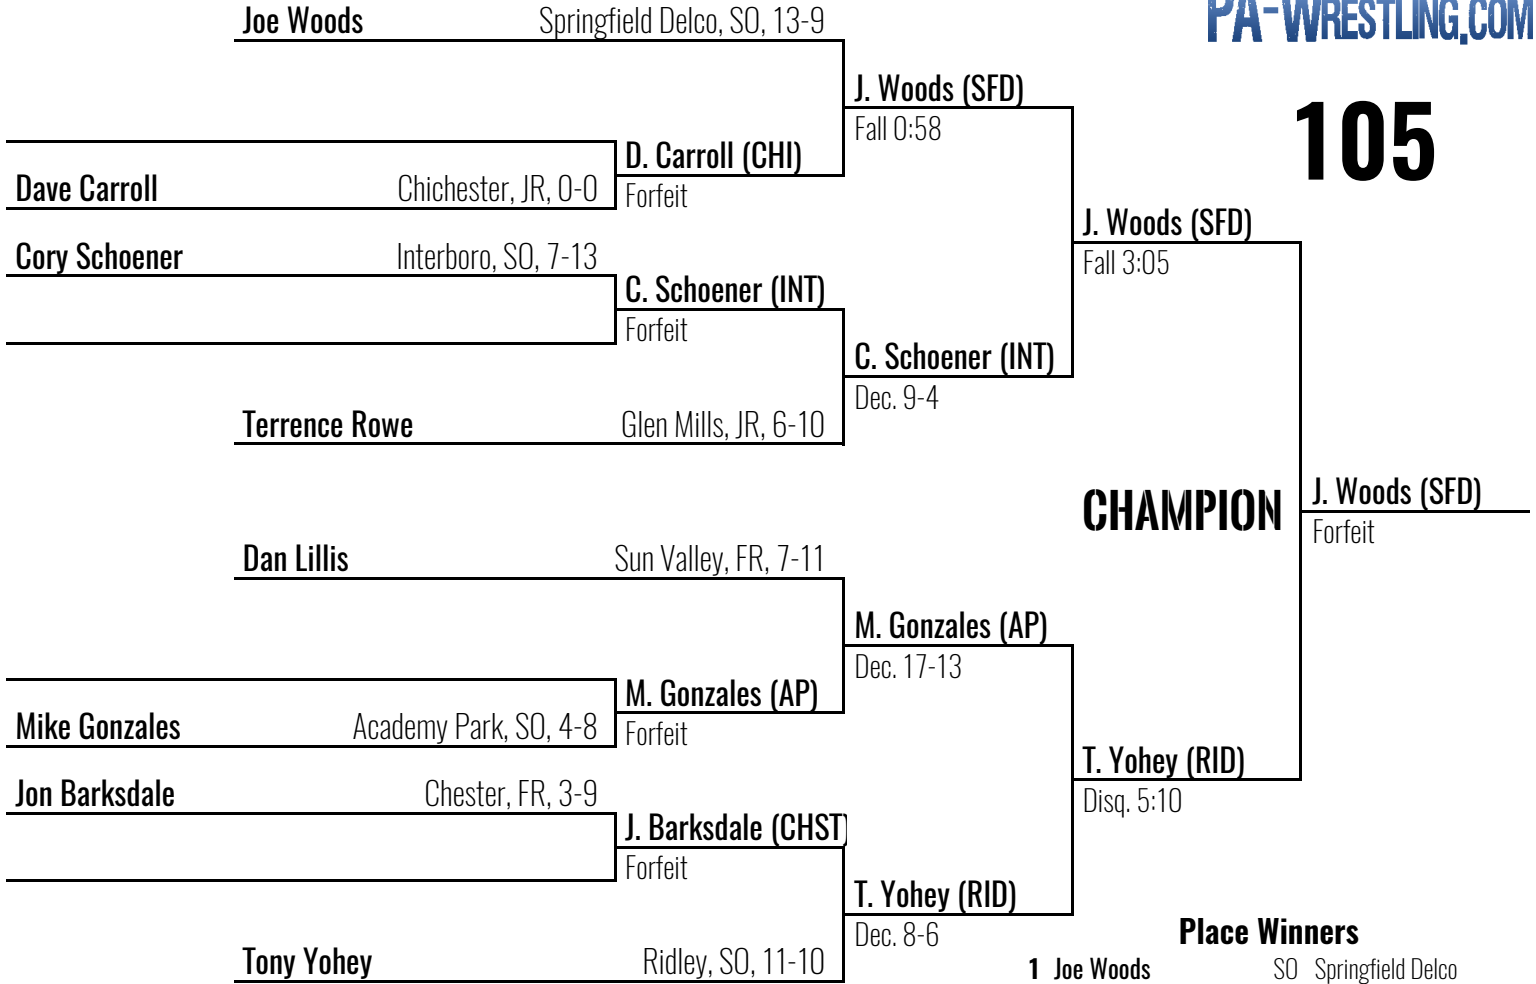 PA-WRESTLING.COM
105
Joe Woods Springfield Delco, SO, 13-9
J. Woods (SFD)
Fall 0:58
D. Carroll (CHI)
Dave Carroll Chichester, JR, 0-0
Forfeit
J. Woods (SFD)
Cory Schoener Interboro, SO, 7-13
Fall 3:05
C. Schoener (INT)
Forfeit
C. Schoener (INT)
Dec. 9-4
Terrence Rowe Glen Mills, JR, 6-10
CHAMPION
J. Woods (SFD)
Forfeit
Dan Lillis Sun Valley, FR, 7-11
M. Gonzales (AP)
Dec. 17-13
M. Gonzales (AP)
Mike Gonzales Academy Park, SO, 4-8
Forfeit
T. Yohey (RID)
Jon Barksdale Chester, FR, 3-9
Disq. 5:10
J. Barksdale (CHST)
Forfeit
T. Yohey (RID)
Dec. 8-6
Tony Yohey Ridley, SO, 11-10
Place Winners
1 Joe Woods SO Springfield Delco